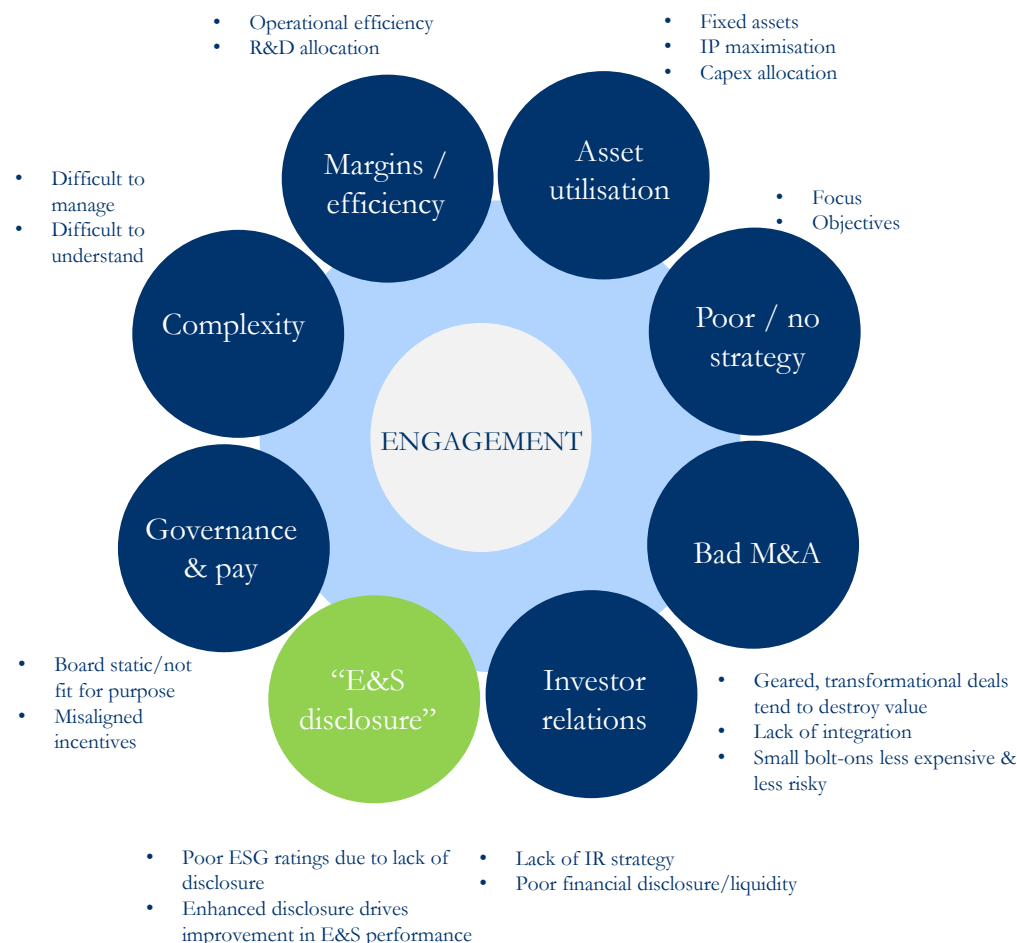 • Operational efficiency
• R&D allocation
• Fixed assets
• IP maximisation
• Capex allocation
Margins /
efficiency
Asset
utilisation
• Difficult to
manage
• Difficult to
understand
• Focus
• Objectives
Complexity
Poor / no
strategy
ENGAGEMENT
Governance
& pay
Bad M&A
“E&S
disclosure”
Investor
relations
• Board static/not
fit for purpose
• Misaligned
incentives
• Geared, transformational deals
tend to destroy value
• Lack of integration
• Small bolt-ons less expensive &
less risky
• Poor ESG ratings due to lack of
disclosure
• Enhanced disclosure drives
improvement in E&S performance
• Lack of IR strategy
• Poor financial disclosure/liquidity